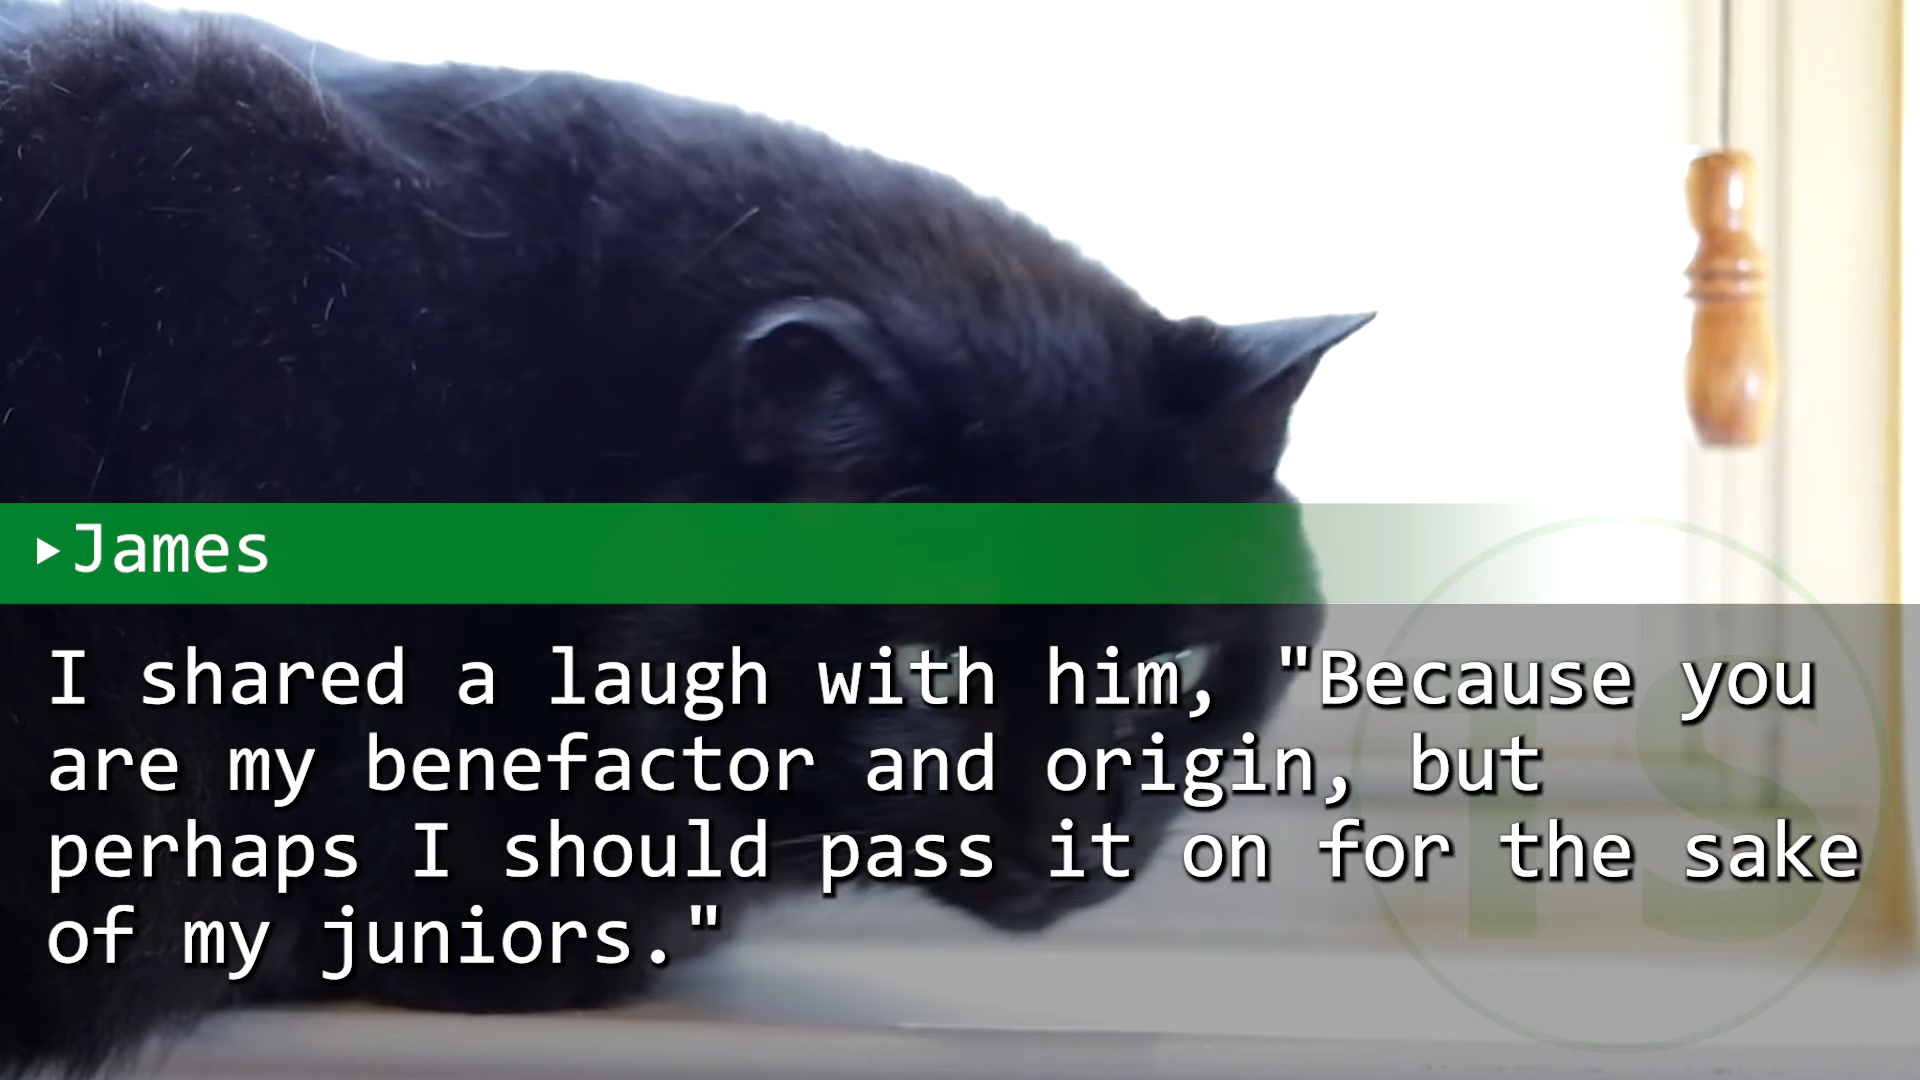 ▶James
I shared a laugh with him, "Because you
are my benefactor and origin, but
perhaps I should pass it on for the sake
of my juniors."
TS